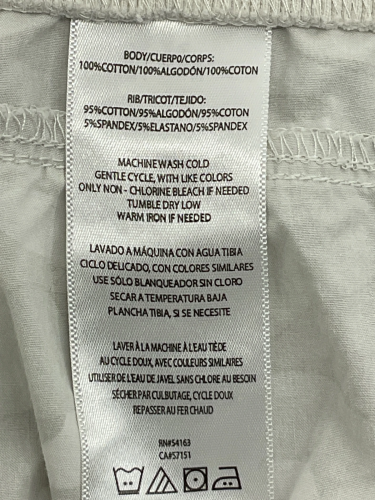 BODY/CUERPO/CORPS:
100%COTTON/100%ALGODÓN/100%COTON
RIB/TRICOT/TEJIDO:
95%COTTON/95%ALGODÓN/95%COTON
5%SPANDEX/5%ELASTANO/5%SPANDEX
MACHINE WASH COLD
GENTLE CYCLE, WITH LIKE COLORS
ONLY NON - CHLORINE BLEACH IF NEEDED
TUMBLE DRY LOW
WARM IRON IF NEEDED
LAVADO A MÁQUINA CON AGUA TIBIA
CICLO DELICADO, CON COLORES SIMILARES
USE SÓLO BLANQUEADOR SIN CLORO
SECAR A TEMPERATURA BAJA
PLANCHA TIBIA, SI SE NECESITE
LAVER À LA MACHINE À L'EAU TIÈDE
AU CYCLE DOUX, AVEC COULEURS SIMILAIRES
UTILISER DE L'EAU DE JAVEL SANS CHLORE AU BESOIN
SÉCHER PAR CULBUTAGE, CYCLE DOUX
REPASSER AU FER CHAUD
RN#54163
CA#57151